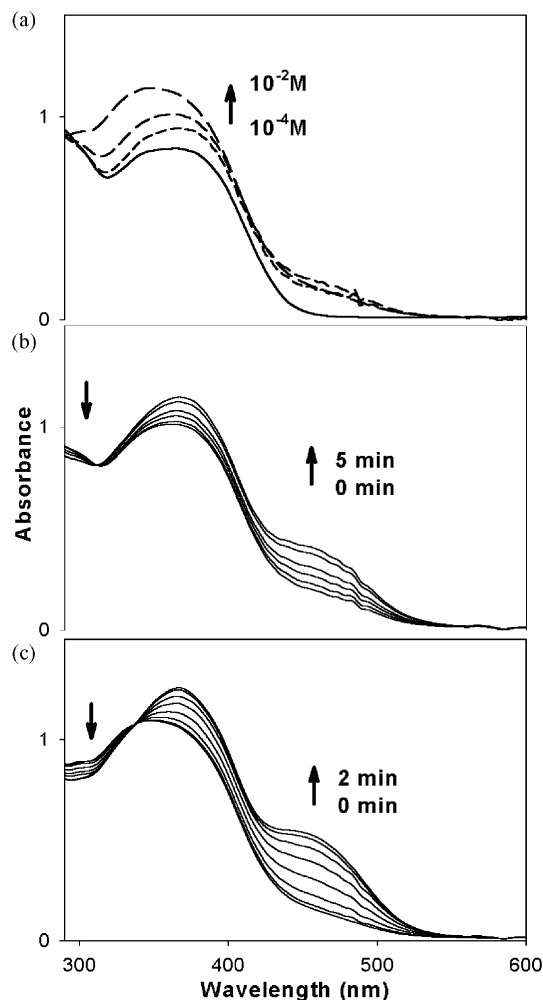 (a)
1
10⁻²M
10⁻⁴M
0
(b)
1
5 min
0 min
Absorbance
0
(c)
1
2 min
0 min
0
300 400 500 600
Wavelength (nm)